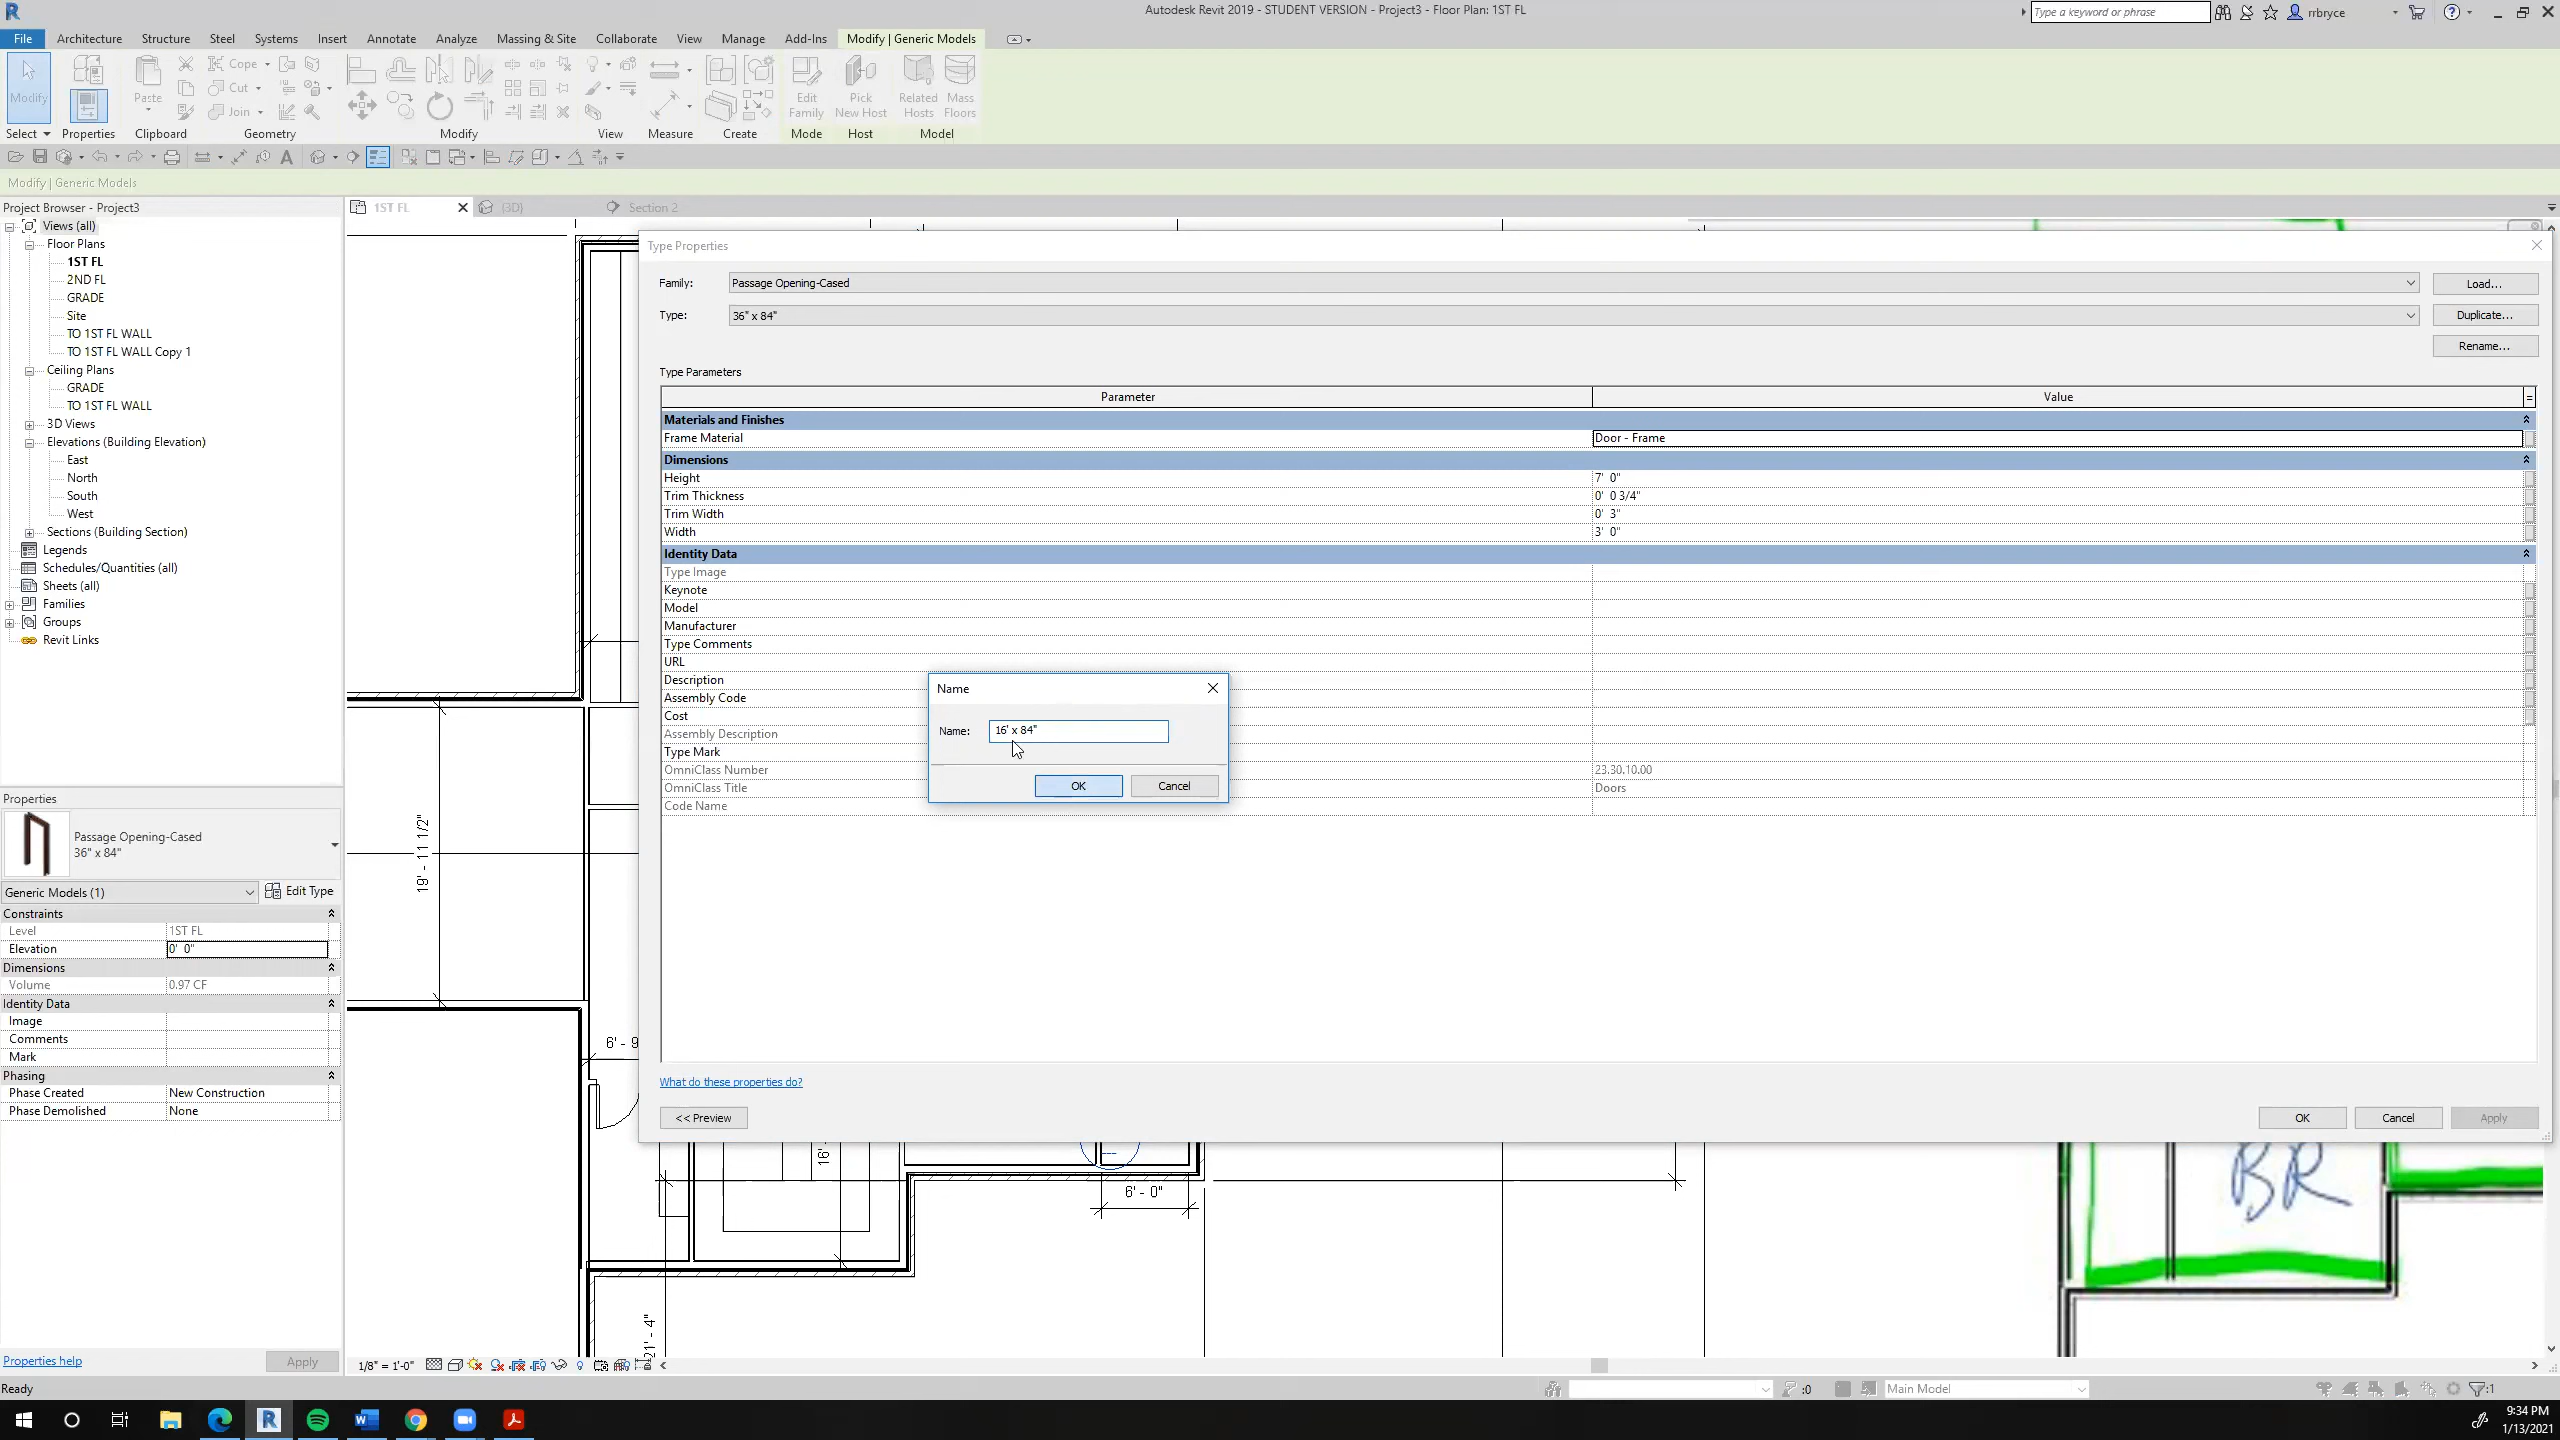 Autodesk Revit 2019 - STUDENT VERSION - Project3 - Floor Plan: 1ST FL
Type a keyword or phrase
rrbryce
File Architecture Structure Steel Systems Insert Annotate Analyze Massing & Site Collaborate View Manage Add-Ins Modify | Generic Models
Modify
Paste
Cope
Cut
Join
Edit Family
Pick New Host
Related Hosts
Mass Floors
Select Properties Clipboard Geometry Modify View Measure Create Mode Host Model
Modify | Generic Models
Project Browser - Project3
1ST FL
{3D}
Section 2
Views (all)
Floor Plans
1ST FL
2ND FL
GRADE
Site
TO 1ST FL WALL
TO 1ST FL WALL Copy 1
Ceiling Plans
GRADE
TO 1ST FL WALL
3D Views
Elevations (Building Elevation)
East
North
South
West
Sections (Building Section)
Legends
Schedules/Quantities (all)
Sheets (all)
Families
Groups
Revit Links
Type Properties
Family: Passage Opening-Cased Load...
Type: 36" x 84" Duplicate...
Rename...
Type Parameters
Parameter Value =
Materials and Finishes
Frame Material Door - Frame
Dimensions
Height 7' 0"
Trim Thickness 0' 0 3/4"
Trim Width 0' 3"
Width 3' 0"
Identity Data
Type Image
Keynote
Model
Manufacturer
Type Comments
URL
Description
Assembly Code
Cost
Assembly Description
Type Mark
OmniClass Number 23.30.10.00
OmniClass Title Doors
Code Name
Name
Name: 16' x 84"
OK Cancel
What do these properties do?
<< Preview OK Cancel Apply
Properties
Passage Opening-Cased
36" x 84"
Generic Models (1) Edit Type
Constraints
Level 1ST FL
Elevation 0' 0"
Dimensions
Volume 0.97 CF
Identity Data
Image
Comments
Mark
Phasing
Phase Created New Construction
Phase Demolished None
Properties help Apply
19' - 11 1/2"
6' - 9
16'
6' - 0"
21' - 4"
BR
1/8" = 1'-0"
Ready
:0
Main Model
:1
9:34 PM
1/13/2021